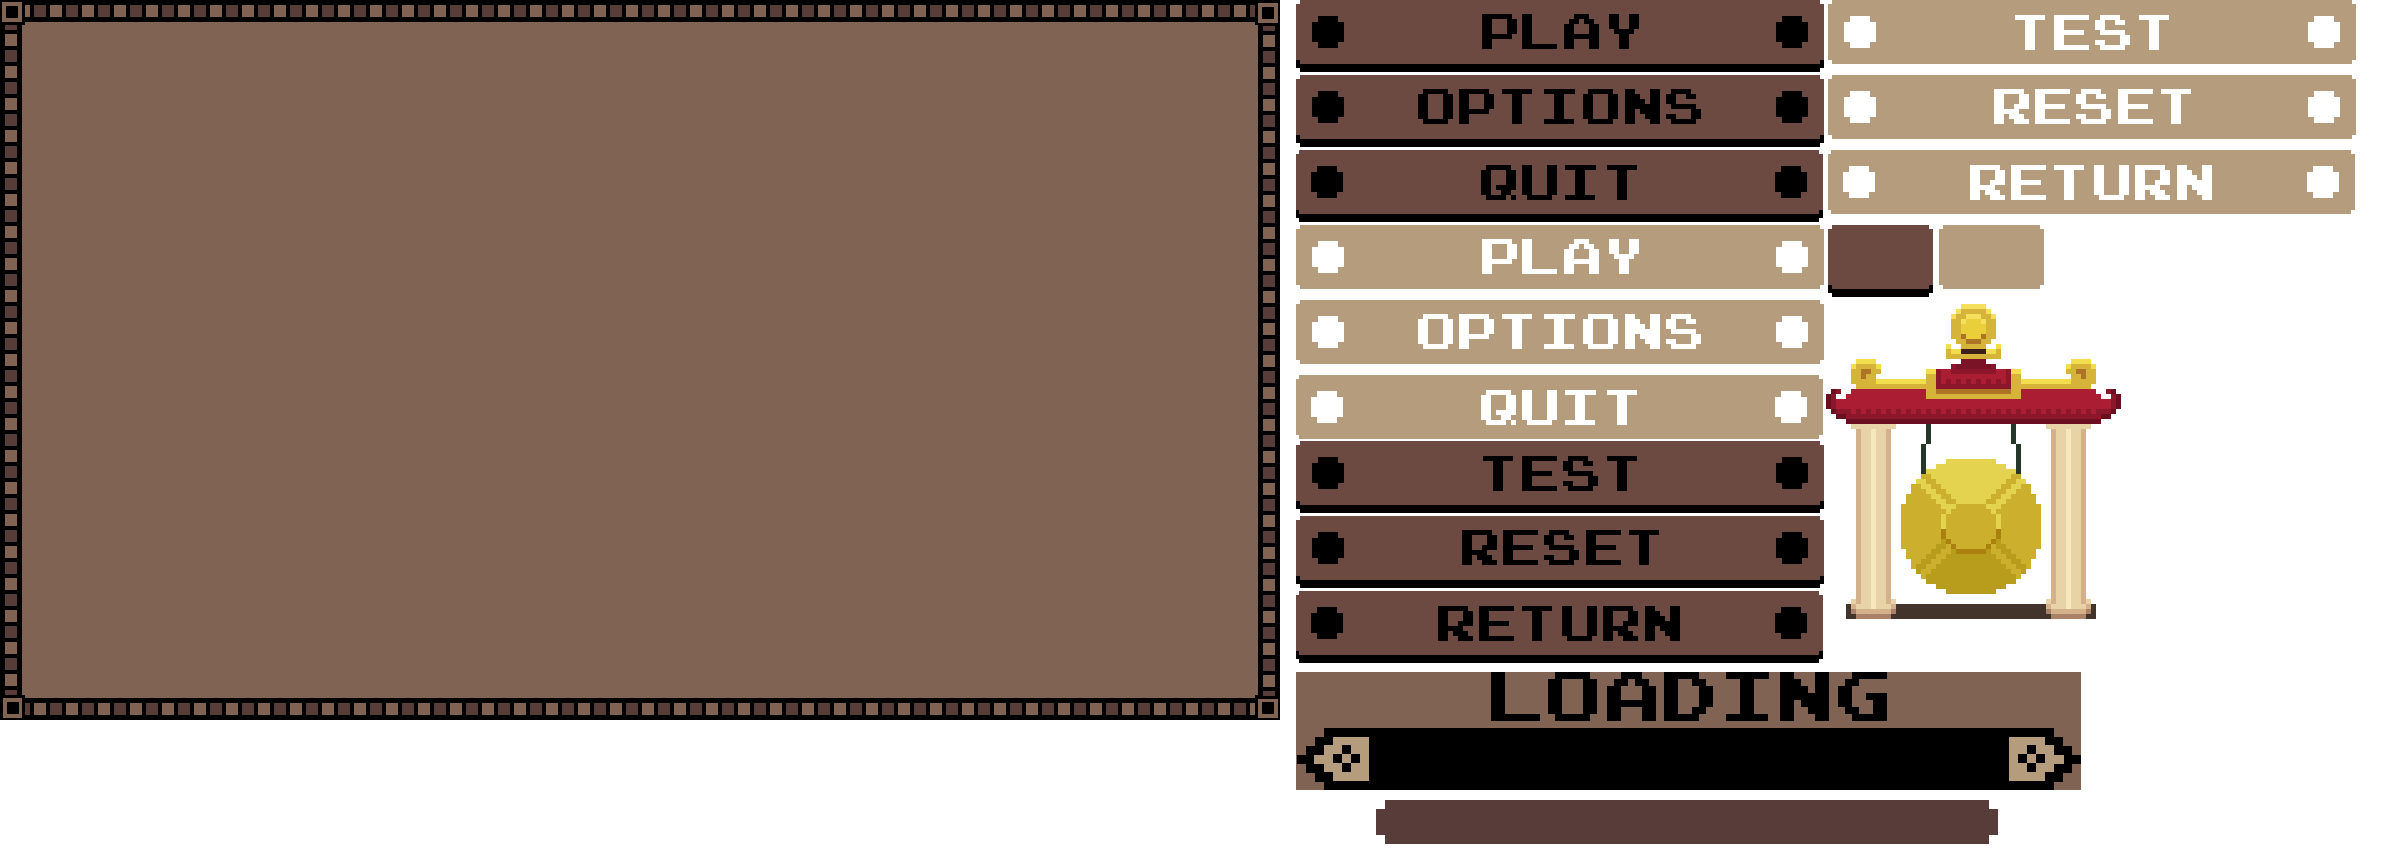 PLAY
TEST
OPTIONS
RESET
QUIT
RETURN
PLAY
OPTIONS
QUIT
TEST
RESET
RETURN
LOADING